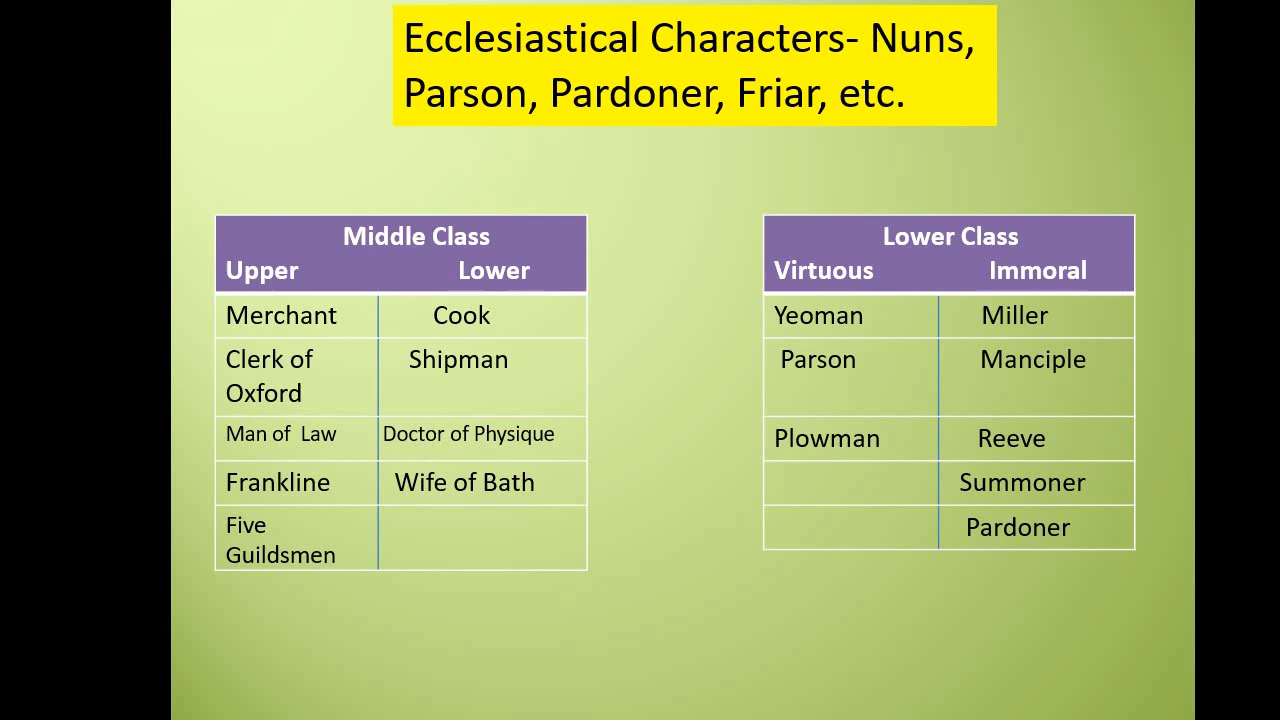 Ecclesiastical Characters- Nuns,
Parson, Pardoner, Friar, etc.
Middle Class
Upper Lower
Merchant Cook
Clerk of Shipman
Oxford
Man of Law Doctor of Physique
Frankline Wife of Bath
Five
Guildsmen
Lower Class
Virtuous Immoral
Yeoman Miller
Parson Manciple
Plowman Reeve
Summoner
Pardoner